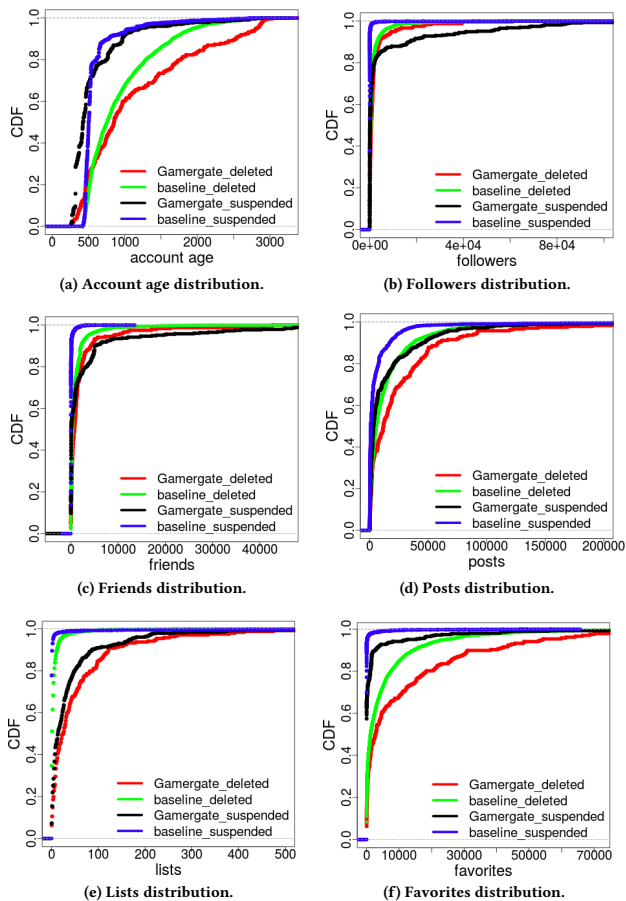 1.0
0.8
0.6
0.4
0.2
0.0
CDF
Gamergate_deleted
baseline_deleted
Gamergate_suspended
baseline_suspended
0 500 1000 2000 3000
account age
(a) Account age distribution.
1.0
0.8
0.6
0.4
0.2
0.0
CDF
Gamergate_deleted
baseline_deleted
Gamergate_suspended
baseline_suspended
0e+00 4e+04 8e+04
followers
(b) Followers distribution.
1.0
0.8
0.6
0.4
0.2
0.0
CDF
Gamergate_deleted
baseline_deleted
Gamergate_suspended
baseline_suspended
0 10000 20000 30000 40000
friends
(c) Friends distribution.
1.0
0.8
0.6
0.4
0.2
0.0
CDF
Gamergate_deleted
baseline_deleted
Gamergate_suspended
baseline_suspended
0 50000 100000 150000 200000
posts
(d) Posts distribution.
1.0
0.8
0.6
0.4
0.2
0.0
CDF
Gamergate_deleted
baseline_deleted
Gamergate_suspended
baseline_suspended
0 100 200 300 400 500
lists
(e) Lists distribution.
1.0
0.8
0.6
0.4
0.2
0.0
CDF
Gamergate_deleted
baseline_deleted
Gamergate_suspended
baseline_suspended
0 10000 30000 50000 70000
favorites
(f) Favorites distribution.